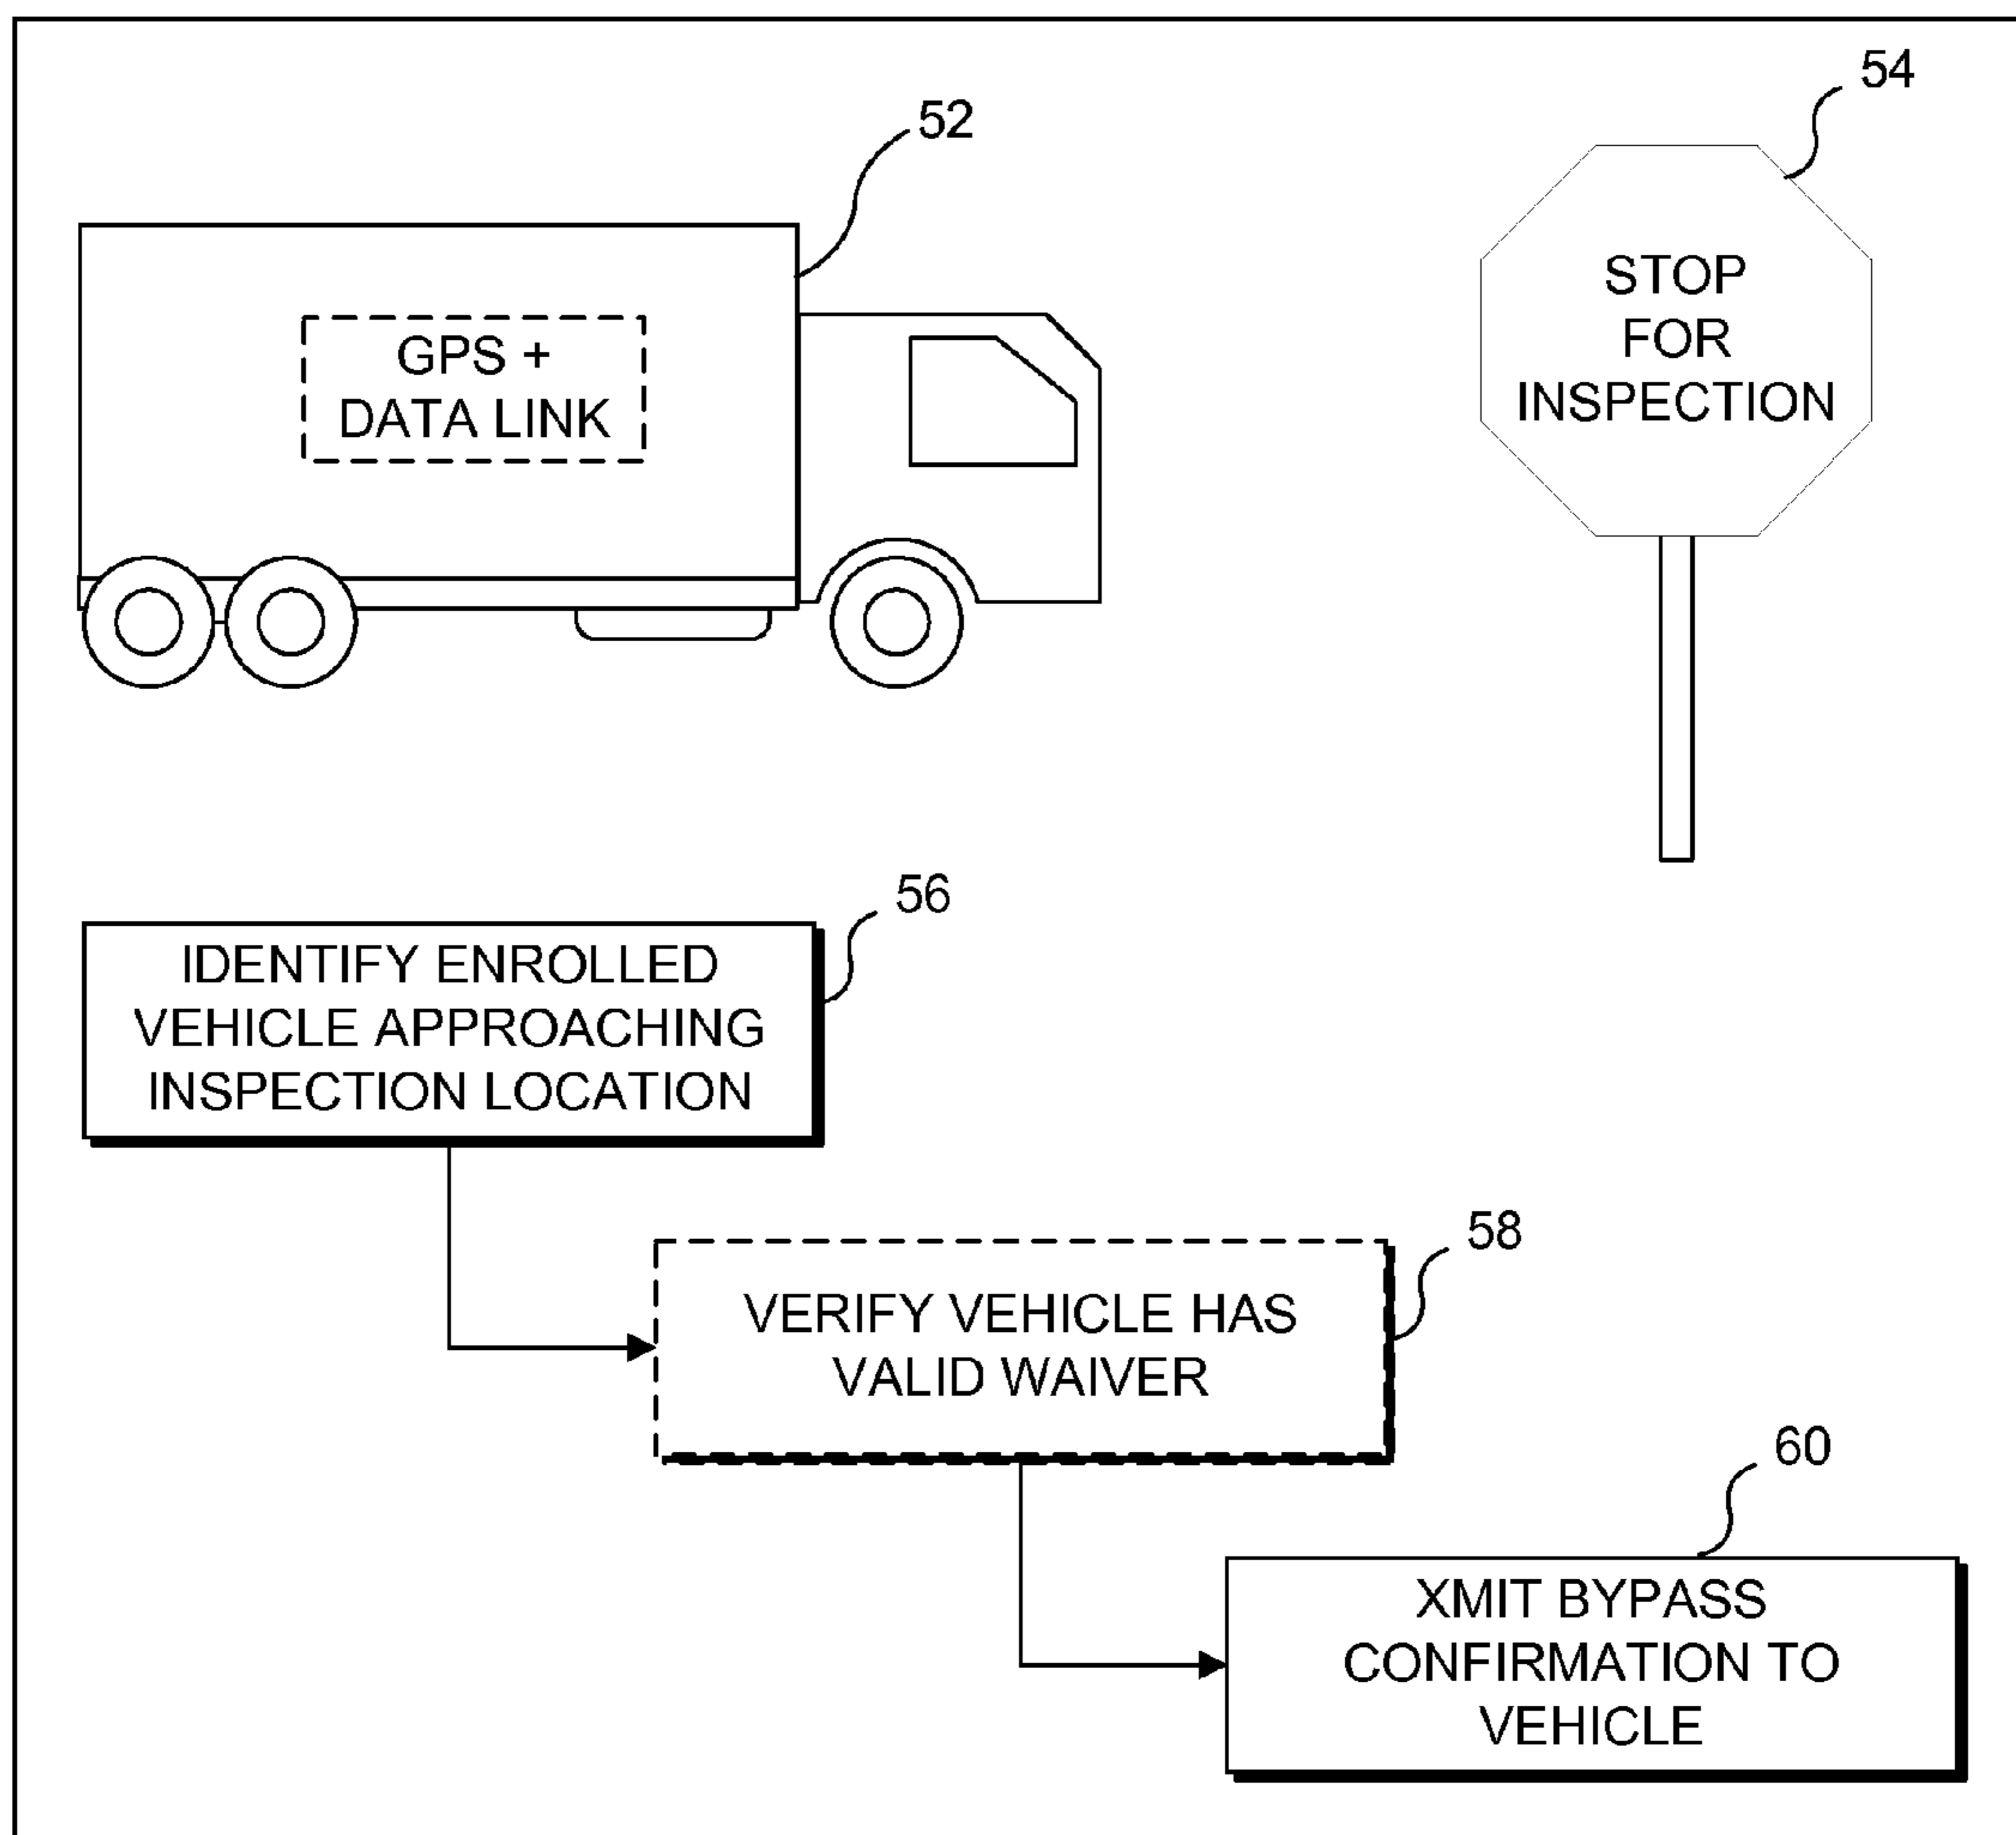 52
54
GPS +
DATA LINK
STOP
FOR
INSPECTION
56
IDENTIFY ENROLLED
VEHICLE APPROACHING
INSPECTION LOCATION
58
VERIFY VEHICLE HAS
VALID WAIVER
60
XMIT BYPASS
CONFIRMATION TO
VEHICLE